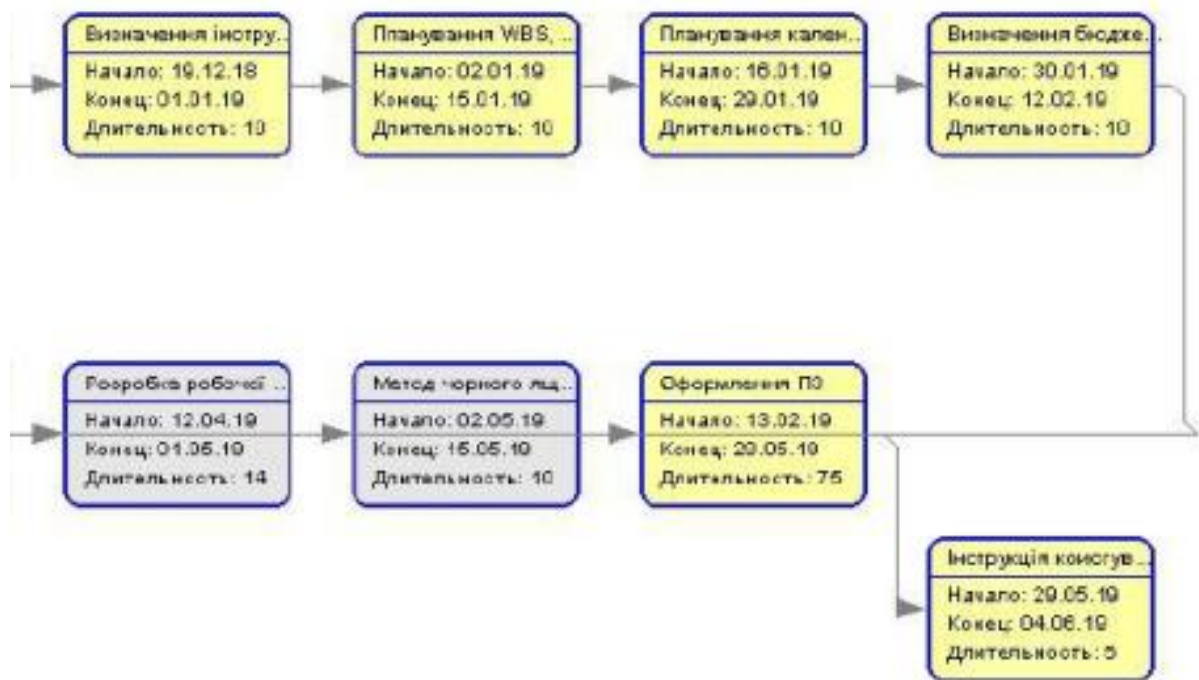 Визначення інстру...
Начало: 19.12.18
Конец: 01.01.19
Длительность: 10
Планування WBS, ...
Начало: 02.01.19
Конец: 15.01.19
Длительность: 10
Планування кален...
Начало: 16.01.19
Конец: 29.01.19
Длительность: 10
Визначення бюдже...
Начало: 30.01.19
Конец: 12.02.19
Длительность: 10
Розробка робочої ...
Начало: 12.04.19
Конец: 01.05.19
Длительность: 14
Метод чорного ящ...
Начало: 02.05.19
Конец: 15.05.19
Длительность: 10
Оформлення ПЗ
Начало: 13.02.19
Конец:
Длительность: 75
Інструкція користув...
Начало: 29.05.19
Конец: 04.06.19
Длительность: 5